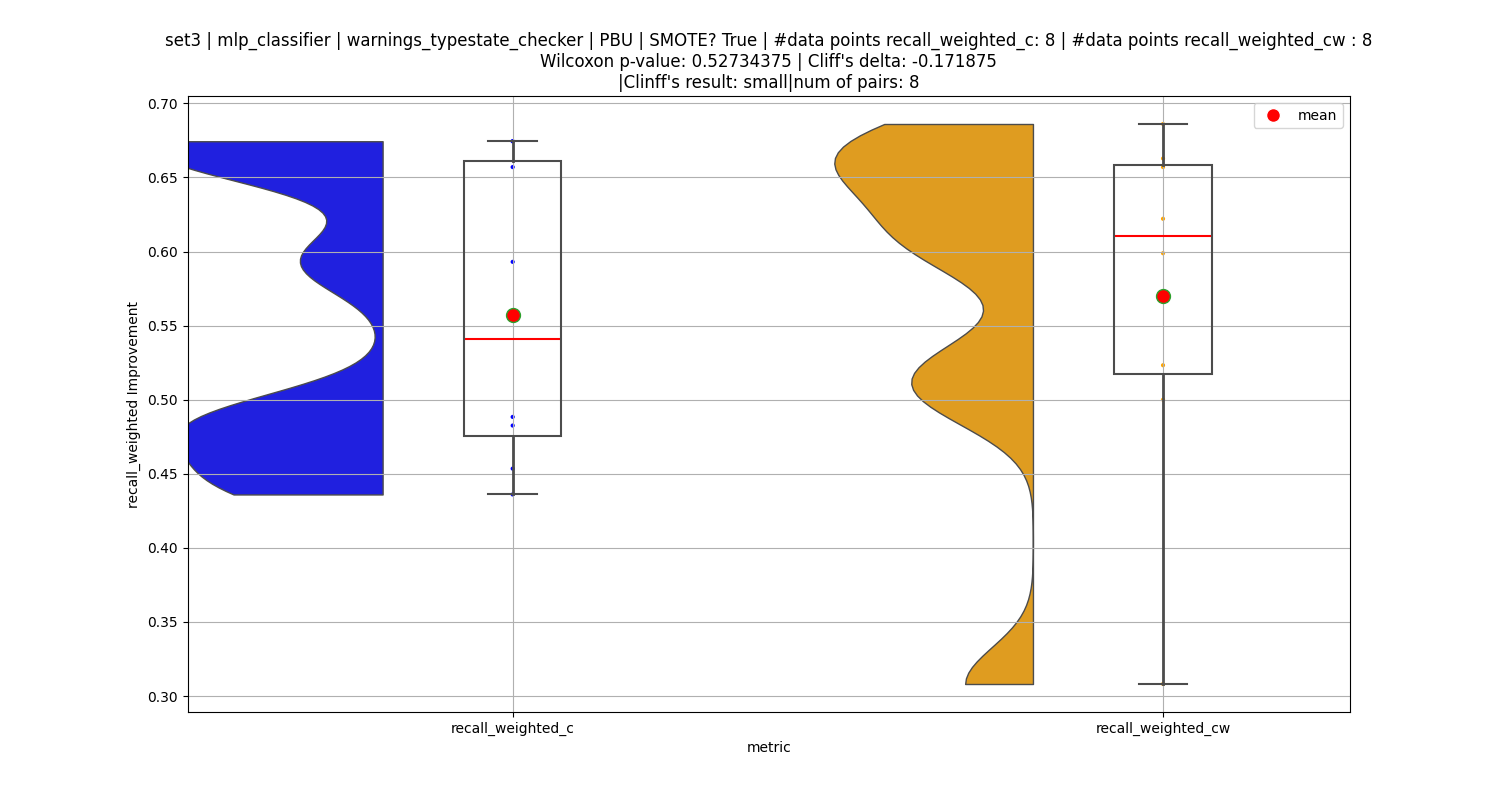 set3 | mlp_classifier | warnings_typestate_checker | PBU | SMOTE? True | #data points recall_weighted_c: 8 | #data points recall_weighted_cw : 8
Wilcoxon p-value: 0.52734375 | Cliff's delta: -0.171875
|Clinff's result: small|num of pairs: 8
mean
recall_weighted Improvement
0.70
0.65
0.60
0.55
0.50
0.45
0.40
0.35
0.30
recall_weighted_c
recall_weighted_cw
metric